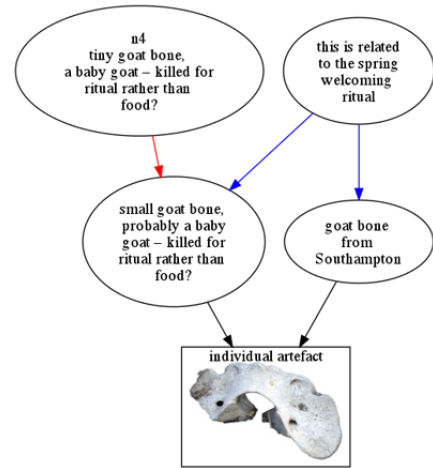 n4
tiny goat bone,
a baby goat – killed for
ritual rather than
food?
this is related
to the spring
welcoming
ritual
small goat bone,
probably a baby
goat – killed for
ritual rather than
food?
goat bone
from
Southampton
individual artefact